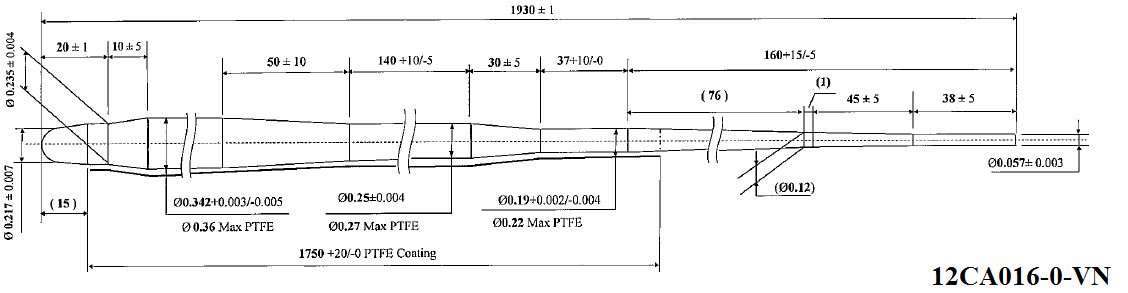 1930 ± 1
20 ± 1
10 ± 5
Ø 0.235 ± 0.004
50 ± 10
140 +10/-5
30 ± 5
37+10/-0
160+15/-5
( 76 )
(1)
45 ± 5
38 ± 5
Ø 0.217 ± 0.007
( 15 )
Ø0.342+0.003/-0.005
Ø 0.36 Max PTFE
Ø0.25±0.004
Ø0.27 Max PTFE
Ø0.19+0.002/-0.004
Ø0.22 Max PTFE
(Ø0.12)
Ø0.057± 0.003
1750 +20/-0 PTFE Coating
12CA016-0-VN